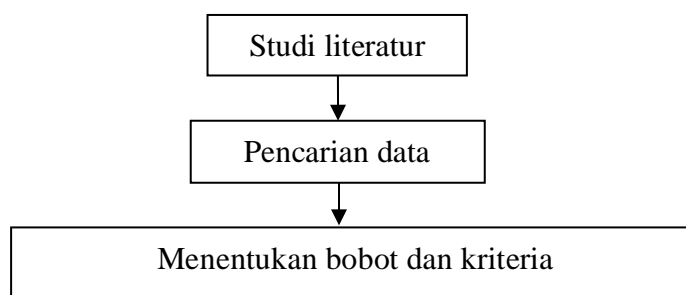 Studi literatur
Pencarian data
Menentukan bobot dan kriteria